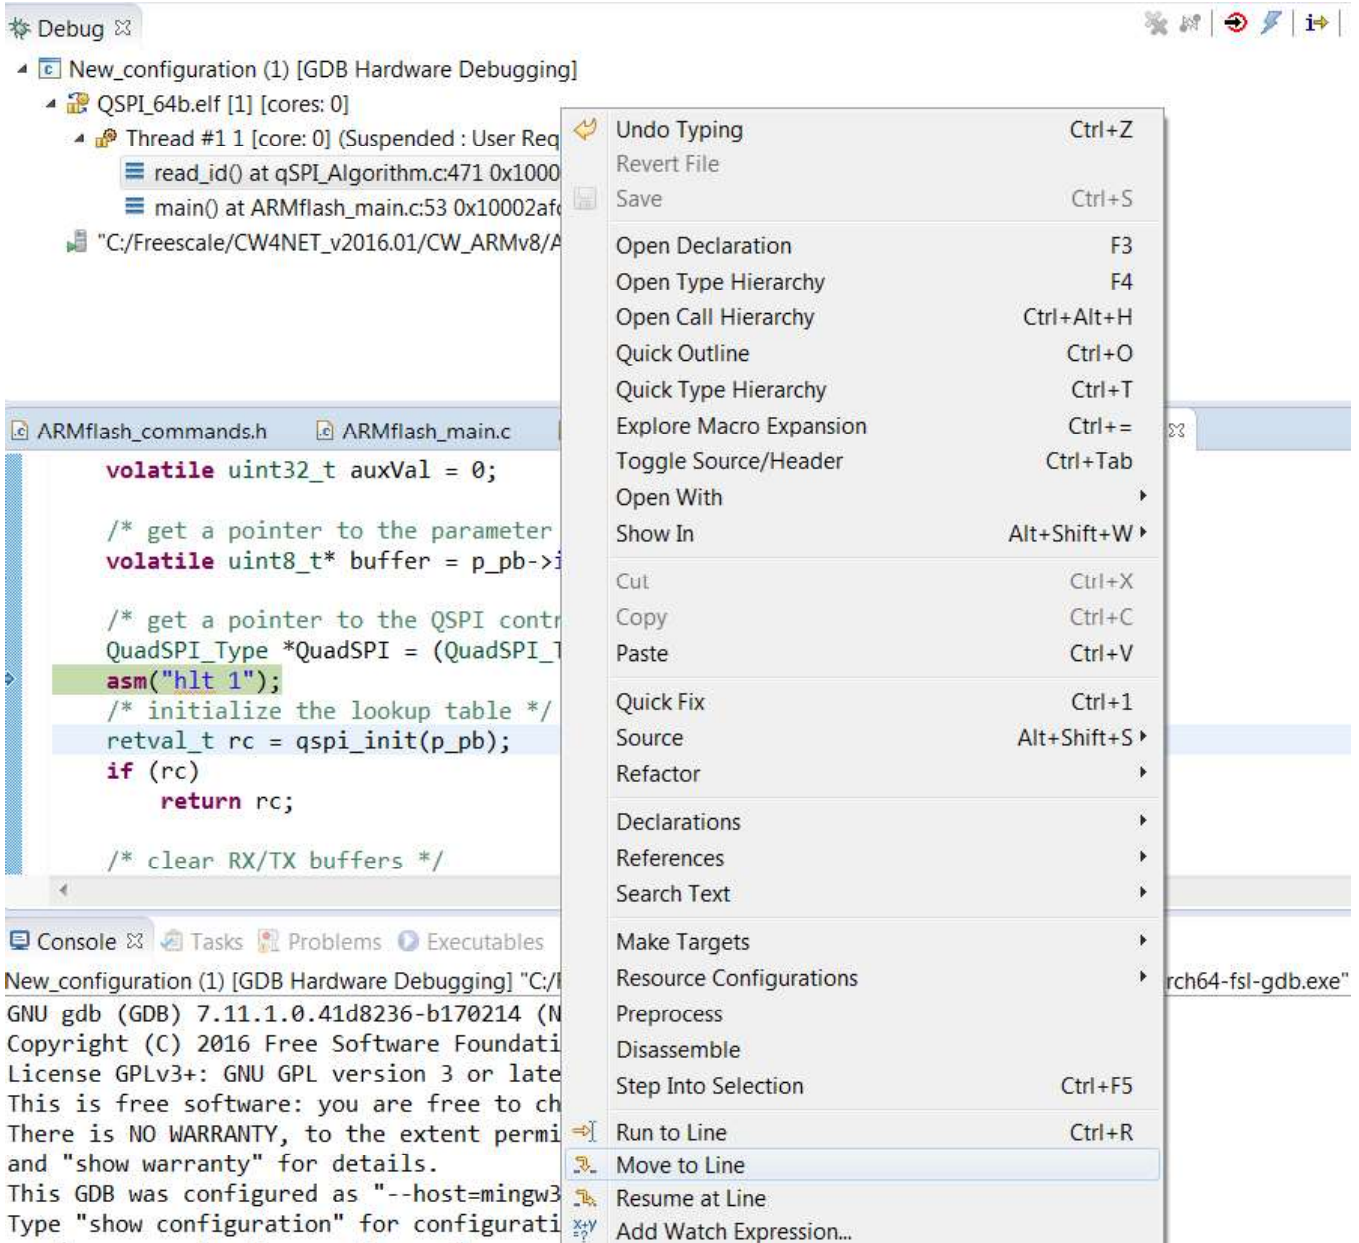 Debug
New_configuration (1) [GDB Hardware Debugging]
QSPI_64b.elf [1] [cores: 0]
Thread #1 1 [core: 0] (Suspended : User Req
read_id() at qSPI_Algorithm.c:471 0x1000
main() at ARMflash_main.c:53 0x10002af
"C:/Freescale/CW4NET_v2016.01/CW_ARMv8/A
ARMflash_commands.h ARMflash_main.c
volatile uint32_t auxVal = 0;
/* get a pointer to the parameter
volatile uint8_t* buffer = p_pb->i
/* get a pointer to the QSPI contr
QuadSPI_Type *QuadSPI = (QuadSPI_T
asm("hlt 1");
/* initialize the lookup table */
retval_t rc = qspi_init(p_pb);
if (rc)
return rc;
/* clear RX/TX buffers */
Console Tasks Problems Executables
New_configuration (1) [GDB Hardware Debugging] "C:/F rch64-fsl-gdb.exe"
GNU gdb (GDB) 7.11.1.0.41d8236-b170214 (N
Copyright (C) 2016 Free Software Foundati
License GPLv3+: GNU GPL version 3 or late
This is free software: you are free to ch
There is NO WARRANTY, to the extent permi
and "show warranty" for details.
This GDB was configured as "--host=mingw3
Type "show configuration" for configurati
Undo Typing Ctrl+Z
Revert File
Save Ctrl+S
Open Declaration F3
Open Type Hierarchy F4
Open Call Hierarchy Ctrl+Alt+H
Quick Outline Ctrl+O
Quick Type Hierarchy Ctrl+T
Explore Macro Expansion Ctrl+=
Toggle Source/Header Ctrl+Tab
Open With
Show In Alt+Shift+W
Cut Ctrl+X
Copy Ctrl+C
Paste Ctrl+V
Quick Fix Ctrl+1
Source Alt+Shift+S
Refactor
Declarations
References
Search Text
Make Targets
Resource Configurations
Preprocess
Disassemble
Step Into Selection Ctrl+F5
Run to Line Ctrl+R
Move to Line
Resume at Line
Add Watch Expression...